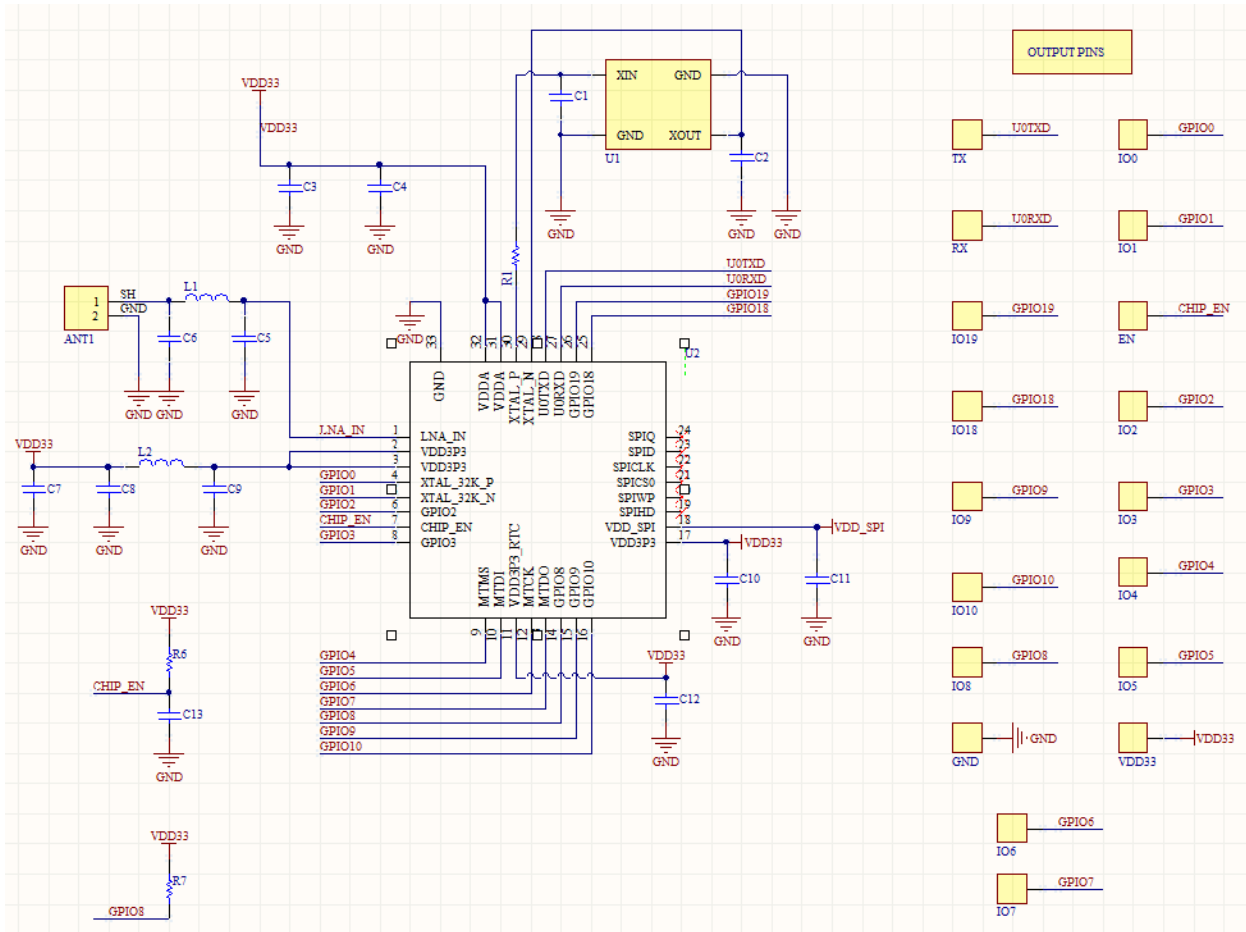 OUTPUT PINS
XIN
GND
GND
XOUT
U1
C1
C2
GND
GND
GND
VDD33
VDD33
C3
C4
GND
GND
R1
U0TXD
U0RXD
GPIO19
GPIO18
ANT1
1
2
SH
GND
L1
C6
C5
GND
GND
GND
GND
33
32
31
30
29
27
26
25
U2
GND
VDDA
VDDA
XTAL_P
XTAL_N
U0TXD
U0RXD
GPIO19
GPIO18
LNA_IN
1
LNA_IN
2
VDD3P3
3
VDD3P3
GPIO0
4
XTAL_32K_P
GPIO1
XTAL_32K_N
GPIO2
6
GPIO2
CHIP_EN
7
CHIP_EN
GPIO3
8
GPIO3
SPIQ
24
SPID
23
SPICLK
22
SPICS0
21
SPIWP
SPIHD
19
VDD_SPI
18
VDD_SPI
VDD3P3
17
VDD33
C10
C11
GND
GND
MTMS
MTDI
VDD3P3_RTC
MTCK
MTDO
GPIO8
GPIO9
GPIO10
9
10
11
12
14
15
16
VDD33
L2
C7
C8
C9
GND
GND
GND
GPIO4
GPIO5
GPIO6
GPIO7
GPIO8
GPIO9
GPIO10
VDD33
C12
GND
VDD33
R6
CHIP_EN
C13
GND
VDD33
R7
GPIO8
U0TXD
TX
GPIO0
IO0
U0RXD
RX
GPIO1
IO1
GPIO19
IO19
CHIP_EN
EN
GPIO18
IO18
GPIO2
IO2
GPIO9
IO9
GPIO3
IO3
GPIO10
IO10
GPIO4
IO4
GPIO8
IO8
GPIO5
IO5
GND
GND
VDD33
VDD33
GPIO6
IO6
GPIO7
IO7